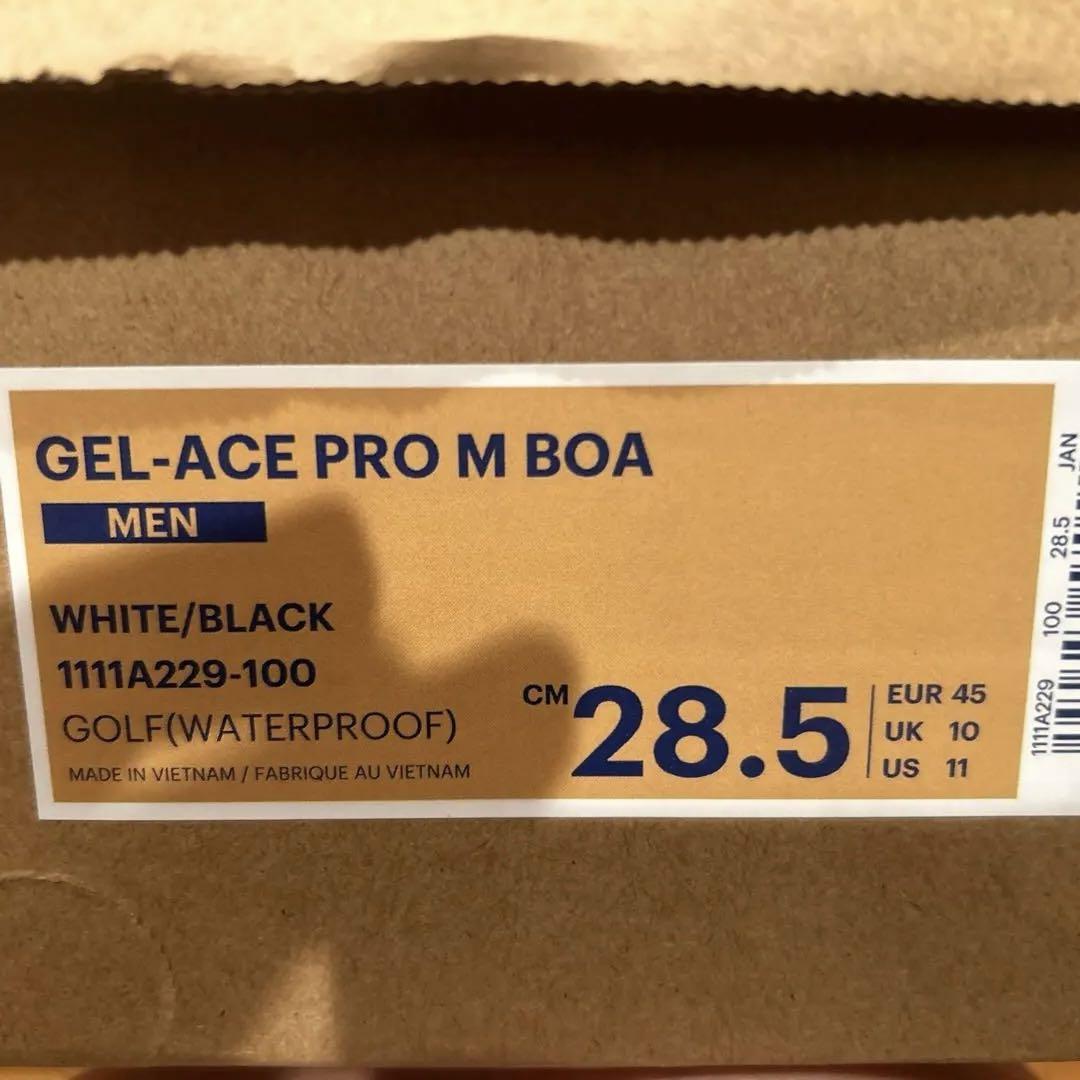 GEL-ACE PRO M BOA
MEN
WHITE/BLACK
1111A229-100
GOLF(WATERPROOF)
MADE IN VIETNAM / FABRIQUE AU VIETNAM
CM 28.5
EUR 45
UK 10
US 11
1111A229 100 28.5 JAN